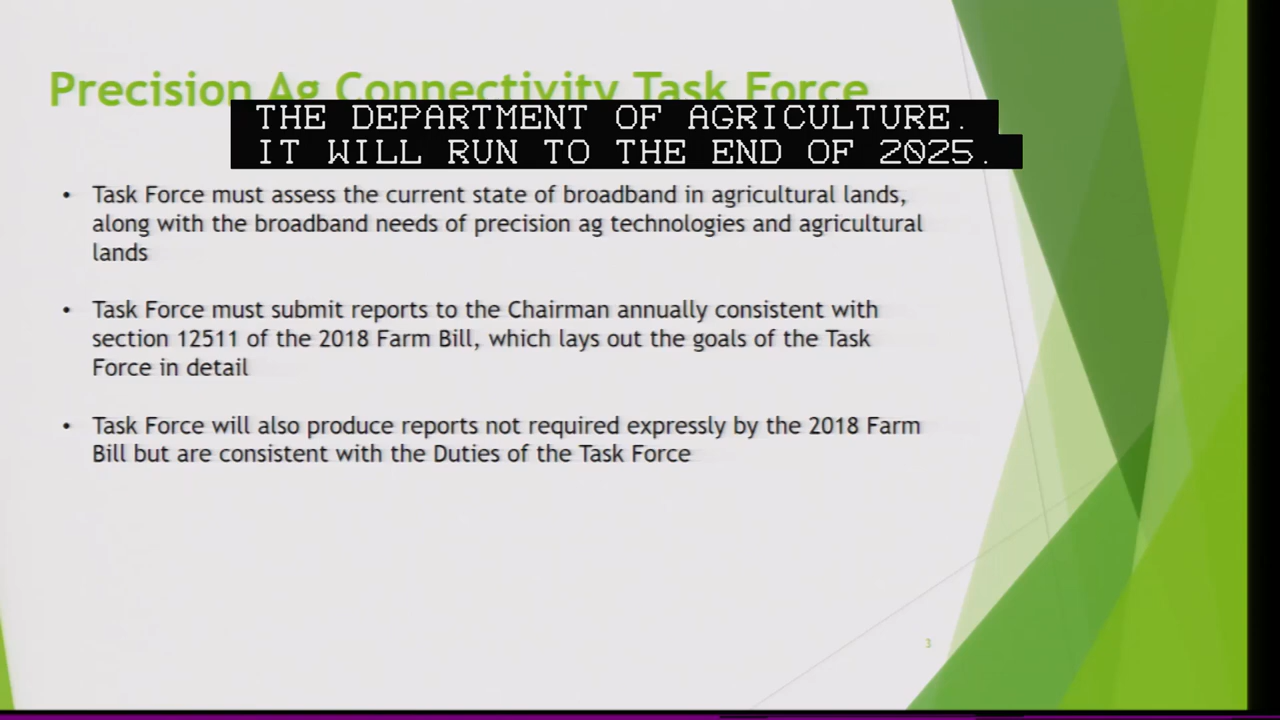 Precision Ag Connectivity Task Force
THE DEPARTMENT OF AGRICULTURE.
IT WILL RUN TO THE END OF 2025.
• Task Force must assess the current state of broadband in agricultural lands,
along with the broadband needs of precision ag technologies and agricultural
lands
• Task Force must submit reports to the Chairman annually consistent with
section 12511 of the 2018 Farm Bill, which lays out the goals of the Task
Force in detail
• Task Force will also produce reports not required expressly by the 2018 Farm
Bill but are consistent with the Duties of the Task Force
3